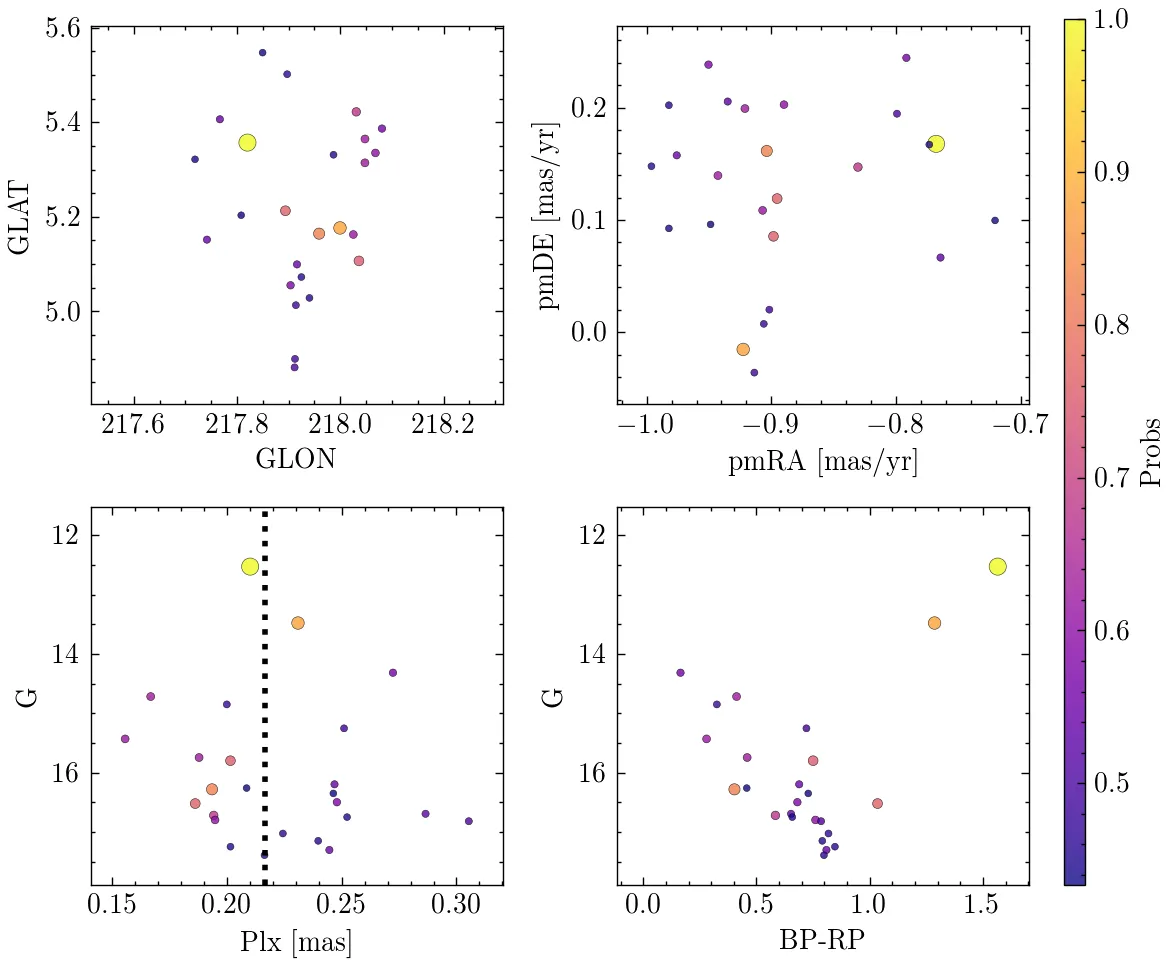 5.6
5.4
5.2
5.0
GLAT
217.6 217.8 218.0 218.2
GLON
0.2
0.1
0.0
pmDE [mas/yr]
−1.0 −0.9 −0.8 −0.7
pmRA [mas/yr]
12
14
16
G
0.15 0.20 0.25 0.30
Plx [mas]
12
14
16
G
0.0 0.5 1.0 1.5
BP-RP
1.0
0.9
0.8
0.7
0.6
0.5
Probs